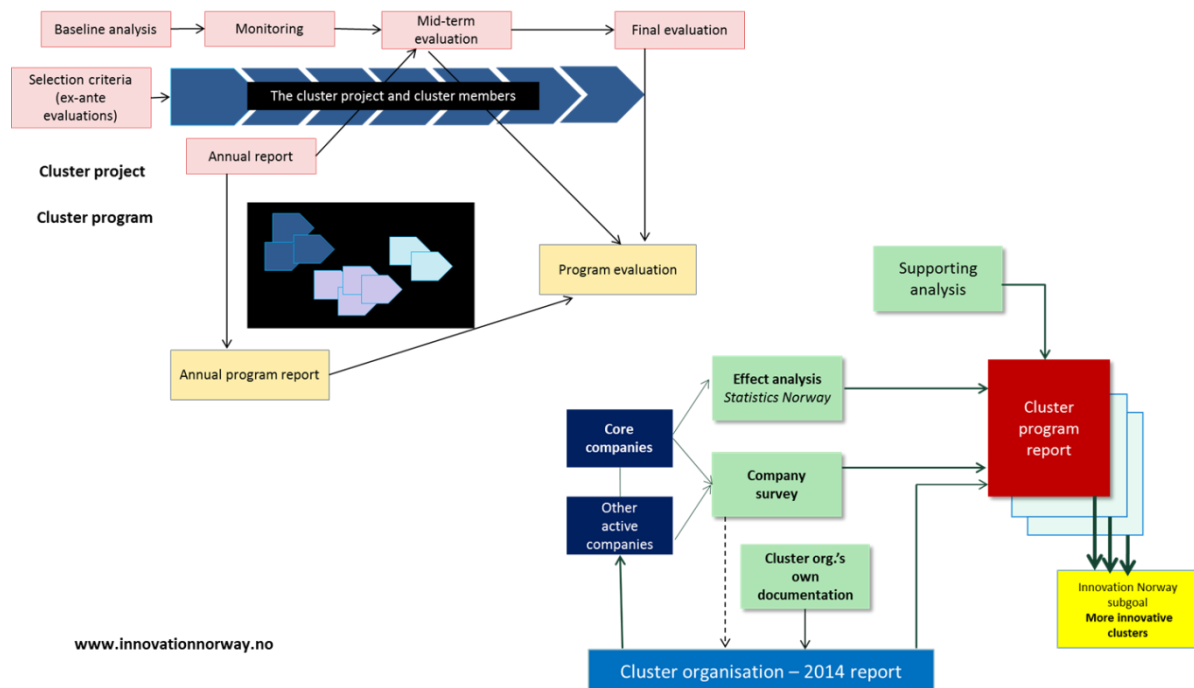 Baseline analysis
Monitoring
Mid-term
evaluation
Final evaluation
Selection criteria
(ex-ante
evaluations)
The cluster project and cluster members
Annual report
Cluster project
Cluster program
Program evaluation
Annual program report
Supporting
analysis
Effect analysis
Statistics Norway
Core
companies
Cluster
program
report
Company
survey
Other
active
companies
Cluster org.'s
own
documentation
Innovation Norway
subgoal
More innovative
clusters
www.innovationnorway.no
Cluster organisation – 2014 report